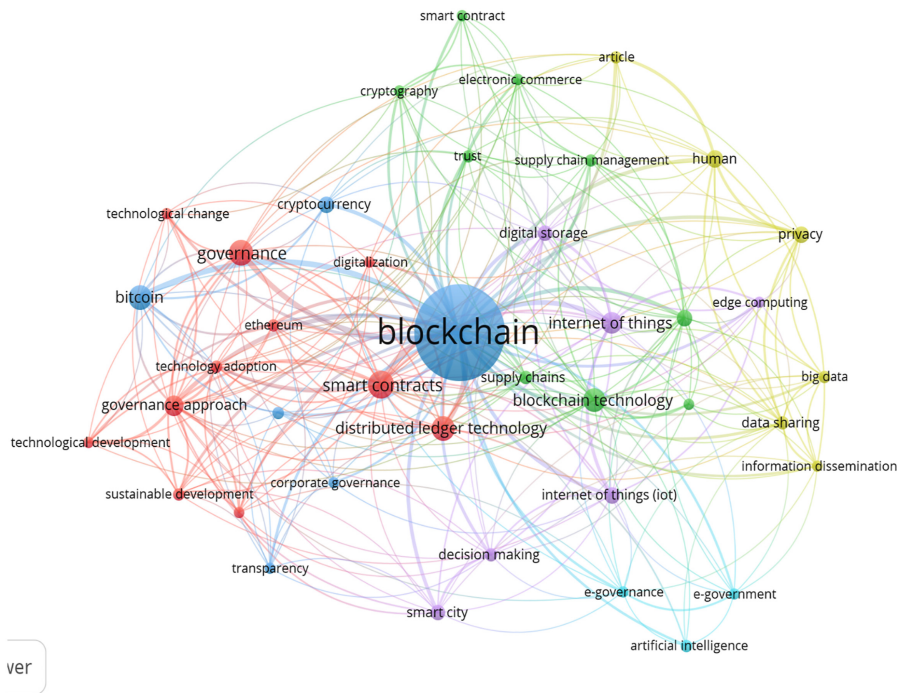 smart contract
article
electronic commerce
cryptography
trust
supply chain management
human
cryptocurrency
technological change
digital storage
privacy
governance
digitalization
bitcoin
edge computing
ethereum
internet of things
blockchain
technology adoption
supply chains
big data
smart contracts
governance approach
blockchain technology
data sharing
distributed ledger technology
technological development
information dissemination
corporate governance
sustainable development
internet of things (iot)
decision making
transparency
e-governance
e-government
smart city
artificial intelligence
wer